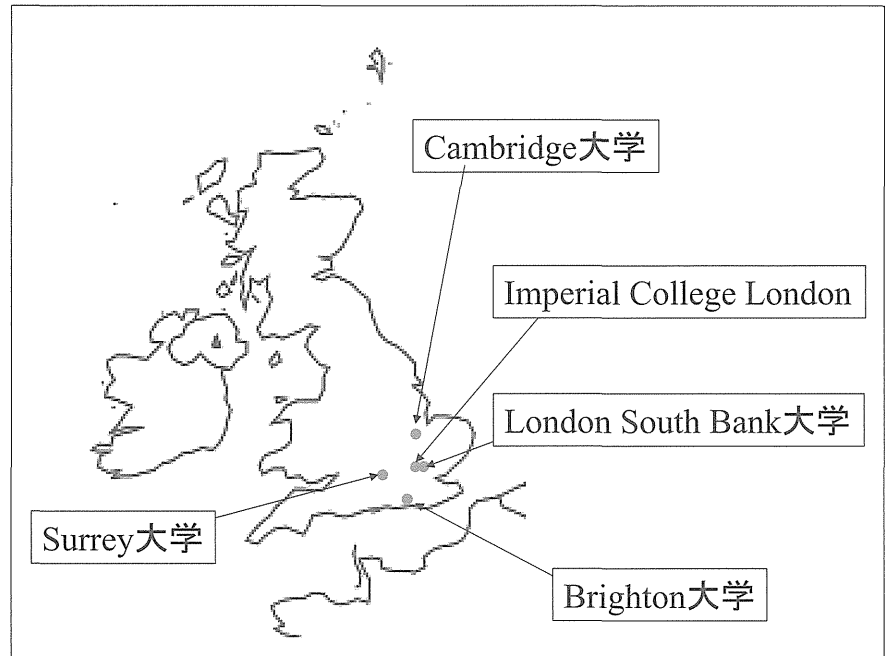 Cambridge大学
Imperial College London
London South Bank大学
Surrey大学
Brighton大学